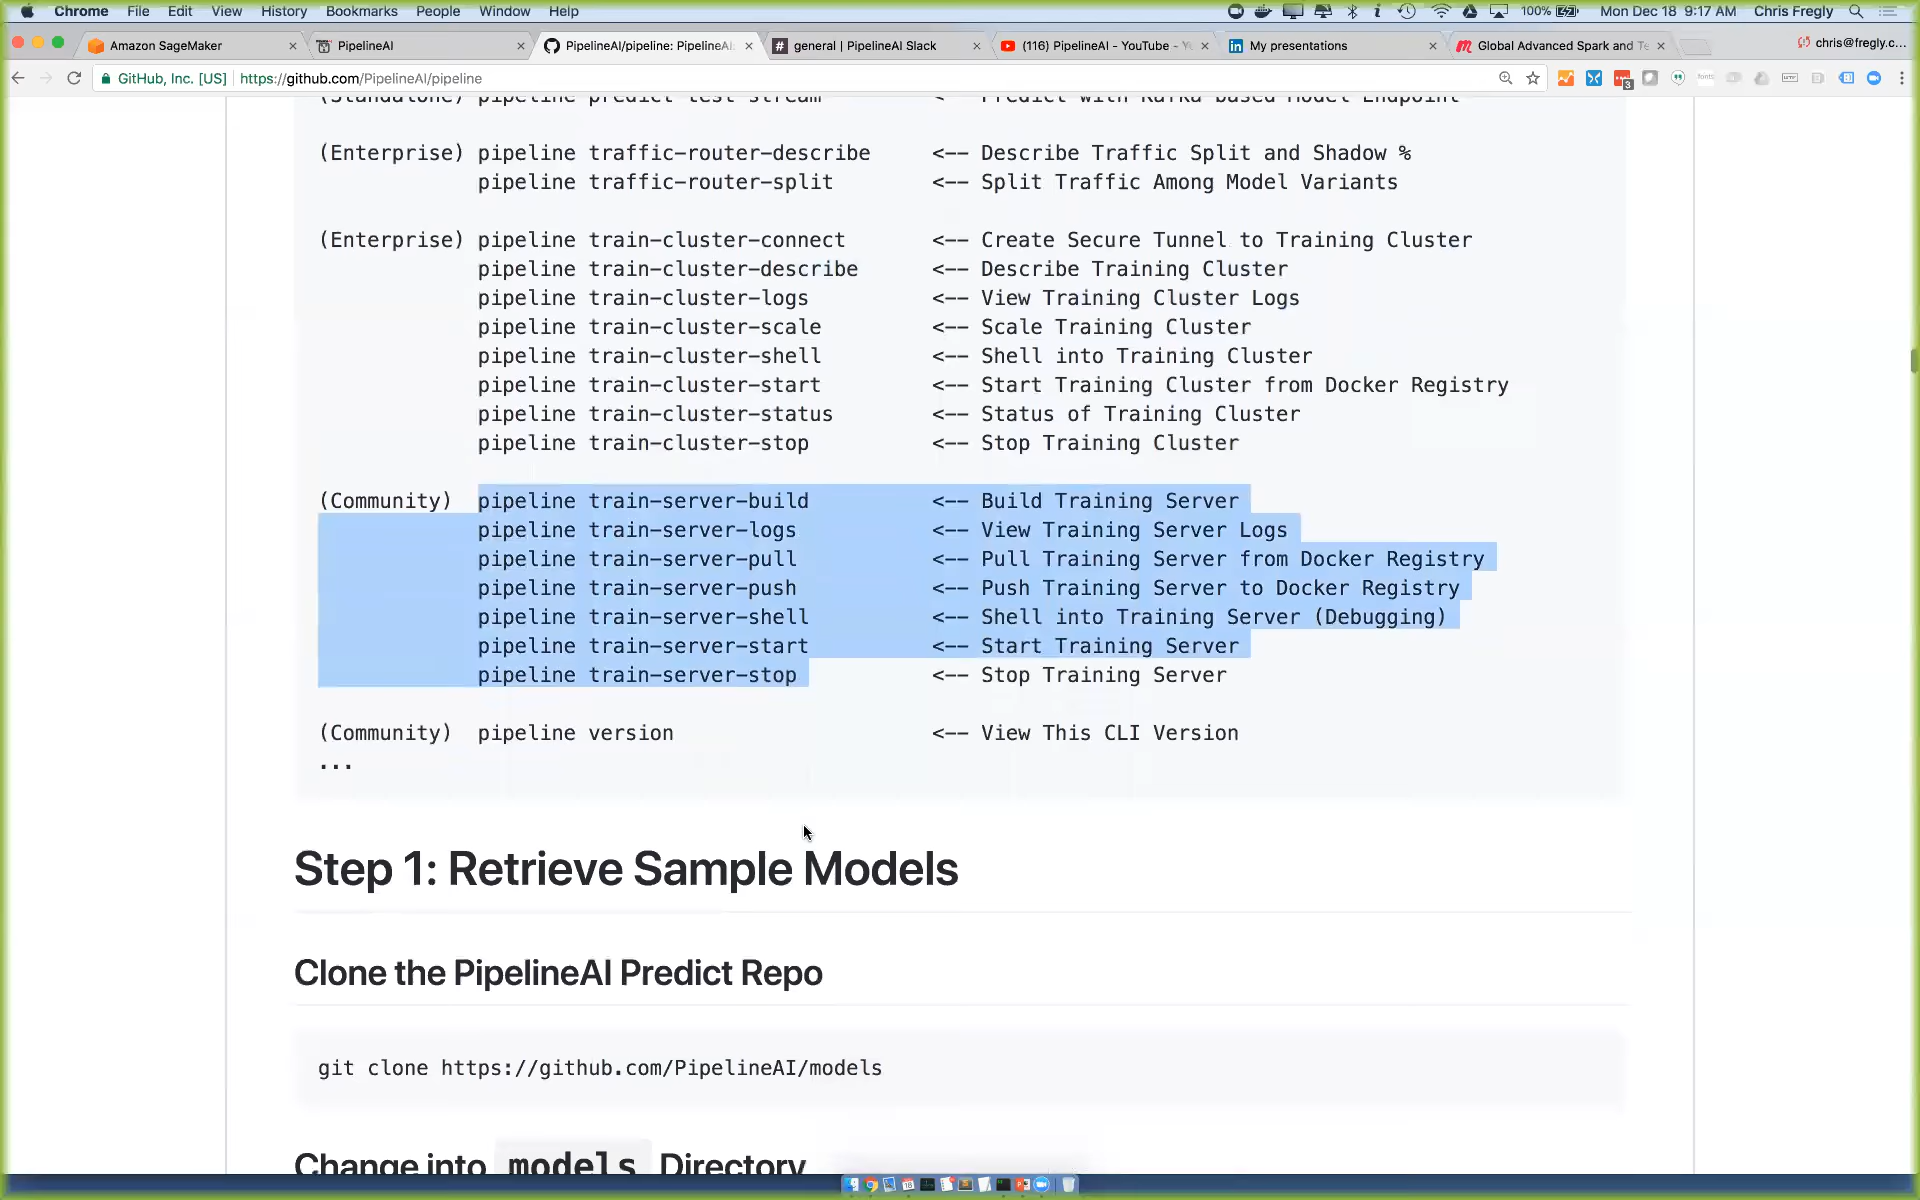 Chrome File Edit View History Bookmarks People Window Help 100% Mon Dec 18 9:17 AM Chris Fregly
Amazon SageMaker PipelineAI PipelineAI/pipeline: PipelineAI general | PipelineAI Slack (116) PipelineAI - YouTube - My presentations Global Advanced Spark and chris@fregly.c...
GitHub, Inc. [US] https://github.com/PipelineAI/pipeline
(Standalone) pipeline predict-test-stream <-- Predict with Kafka-based Model Endpoint
(Enterprise) pipeline traffic-router-describe <-- Describe Traffic Split and Shadow %
pipeline traffic-router-split <-- Split Traffic Among Model Variants
(Enterprise) pipeline train-cluster-connect <-- Create Secure Tunnel to Training Cluster
pipeline train-cluster-describe <-- Describe Training Cluster
pipeline train-cluster-logs <-- View Training Cluster Logs
pipeline train-cluster-scale <-- Scale Training Cluster
pipeline train-cluster-shell <-- Shell into Training Cluster
pipeline train-cluster-start <-- Start Training Cluster from Docker Registry
pipeline train-cluster-status <-- Status of Training Cluster
pipeline train-cluster-stop <-- Stop Training Cluster
(Community) pipeline train-server-build <-- Build Training Server
pipeline train-server-logs <-- View Training Server Logs
pipeline train-server-pull <-- Pull Training Server from Docker Registry
pipeline train-server-push <-- Push Training Server to Docker Registry
pipeline train-server-shell <-- Shell into Training Server (Debugging)
pipeline train-server-start <-- Start Training Server
pipeline train-server-stop <-- Stop Training Server
(Community) pipeline version <-- View This CLI Version
...
Step 1: Retrieve Sample Models
Clone the PipelineAI Predict Repo
git clone https://github.com/PipelineAI/models
Change into models Directory